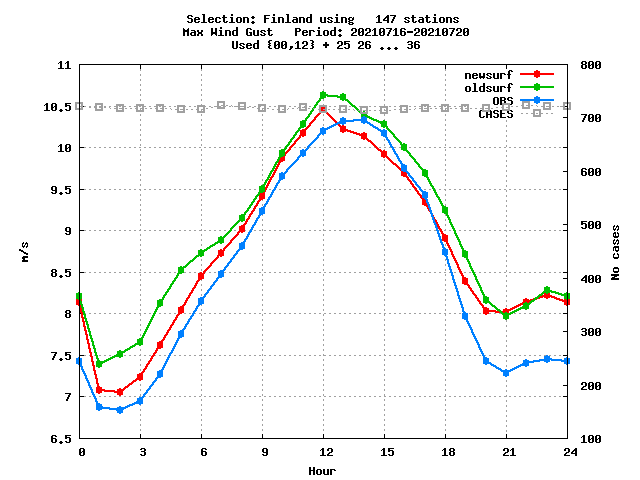 Selection: Finland using   147 stations
Max Wind Gust   Period: 20210716-20210720
Used {00,12} + 25 26 ... 36
11 800
newsurf
oldsurf
OBS
CASES
10.5 700
10 600
9.5
9 500
m/s
No cases
8.5 400
8 300
7.5
7 200
6.5 100
0 3 6 9 12 15 18 21 24
Hour